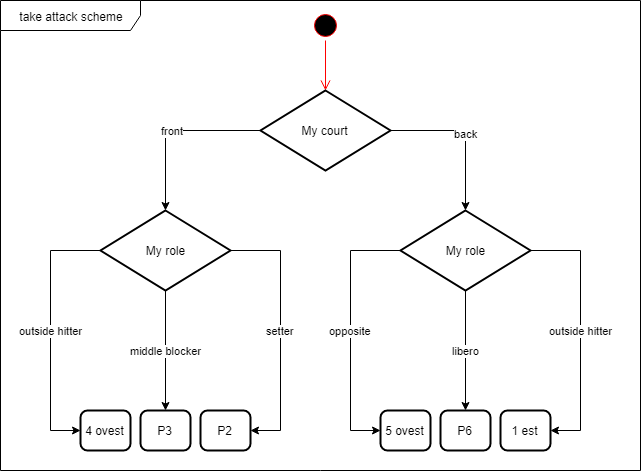 take attack scheme
My court
front
back
My role
My role
outside hitter
setter
opposite
outside hitter
middle blocker
libero
4 ovest
P3
P2
5 ovest
P6
1 est